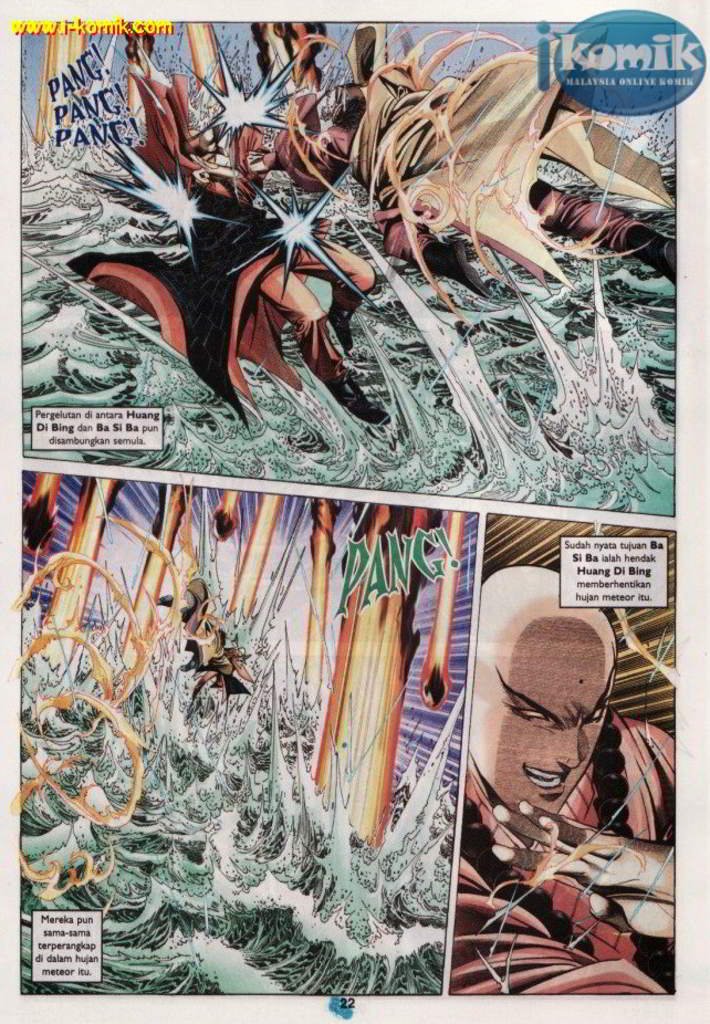 www.i-komik.com
iKomik
MALAYSIA ONLINE KOMIK
PANG!
PANG!
PANG!
Pergelutan di antara Huang
Di Bing dan Ba Si Ba pun
disambungkan semula.
PANG!
Mereka pun
sama-sama
terperangkap
di dalam hujan
meteor itu.
Sudah nyata tujuan Ba
Si Ba ialah hendak
Huang Di Bing
memberhentikan
hujan meteor itu.
22